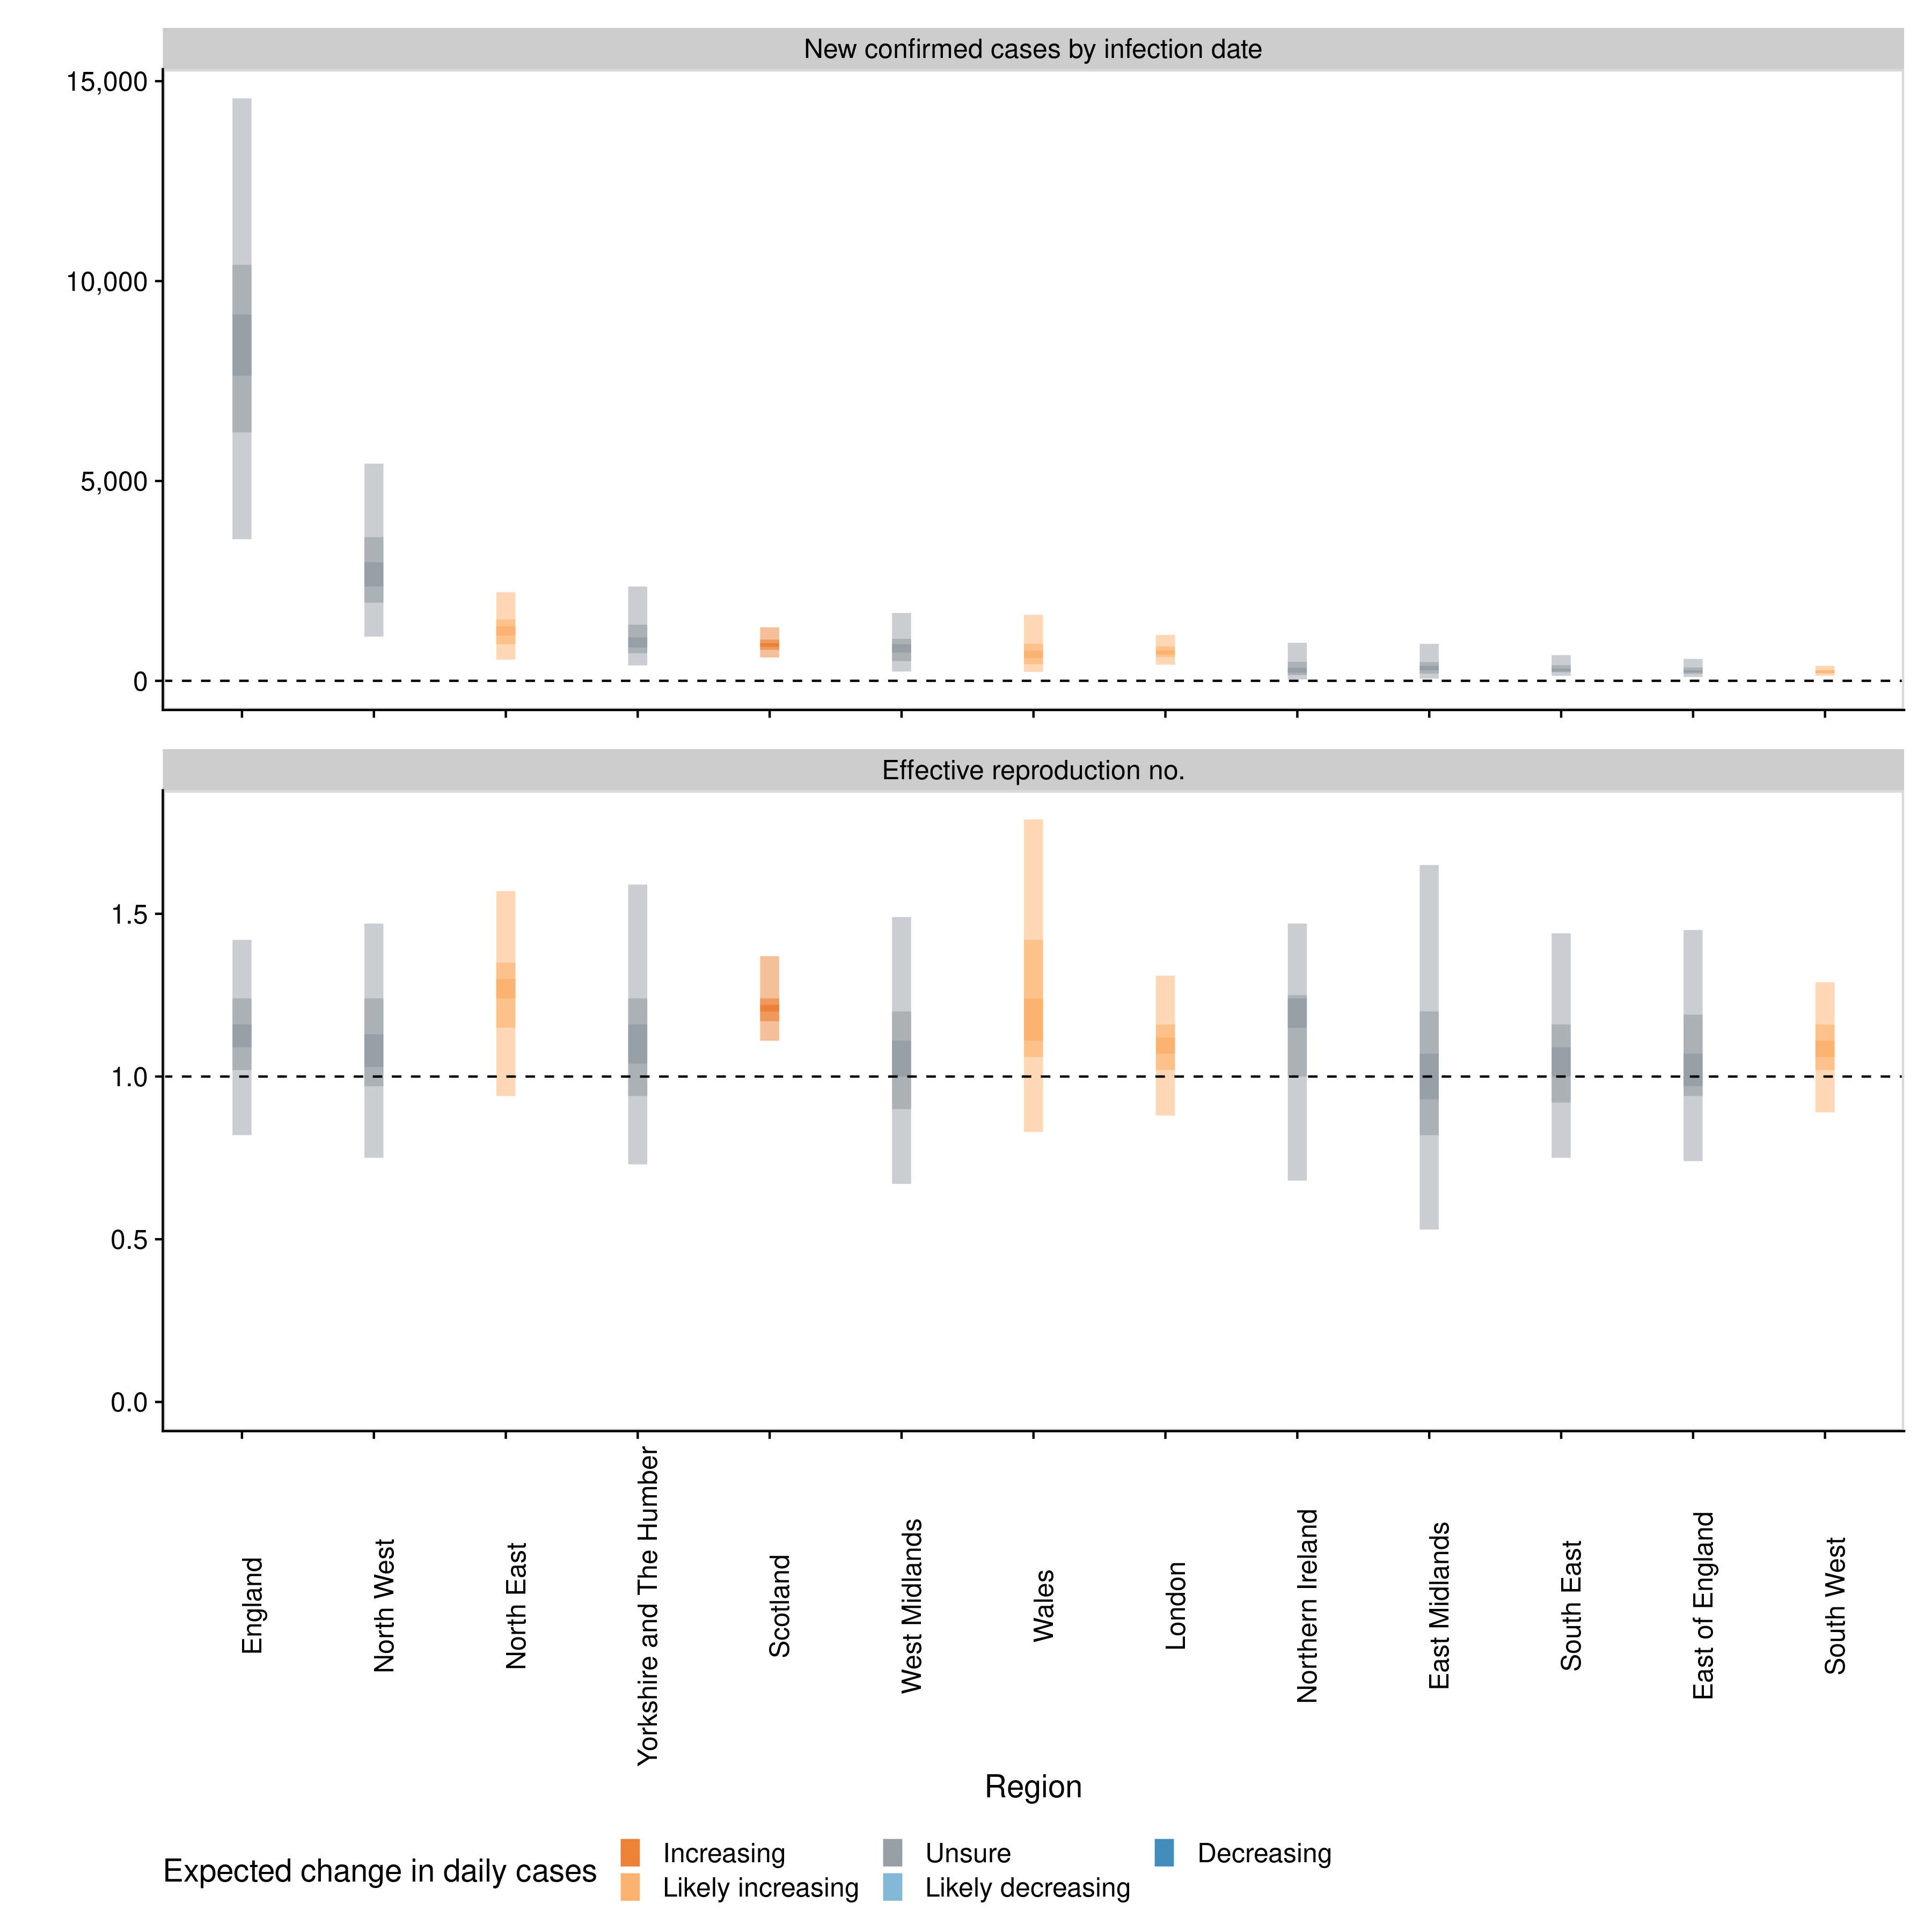 New confirmed cases by infection date
15,000
10,000
5,000
0
Effective reproduction no.
1.5
1.0
0.5
0.0
England
North West
North East
Yorkshire and The Humber
Scotland
West Midlands
Wales
London
Northern Ireland
East Midlands
South East
East of England
South West
Region
Expected change in daily cases
Increasing
Unsure
Decreasing
Likely increasing
Likely decreasing